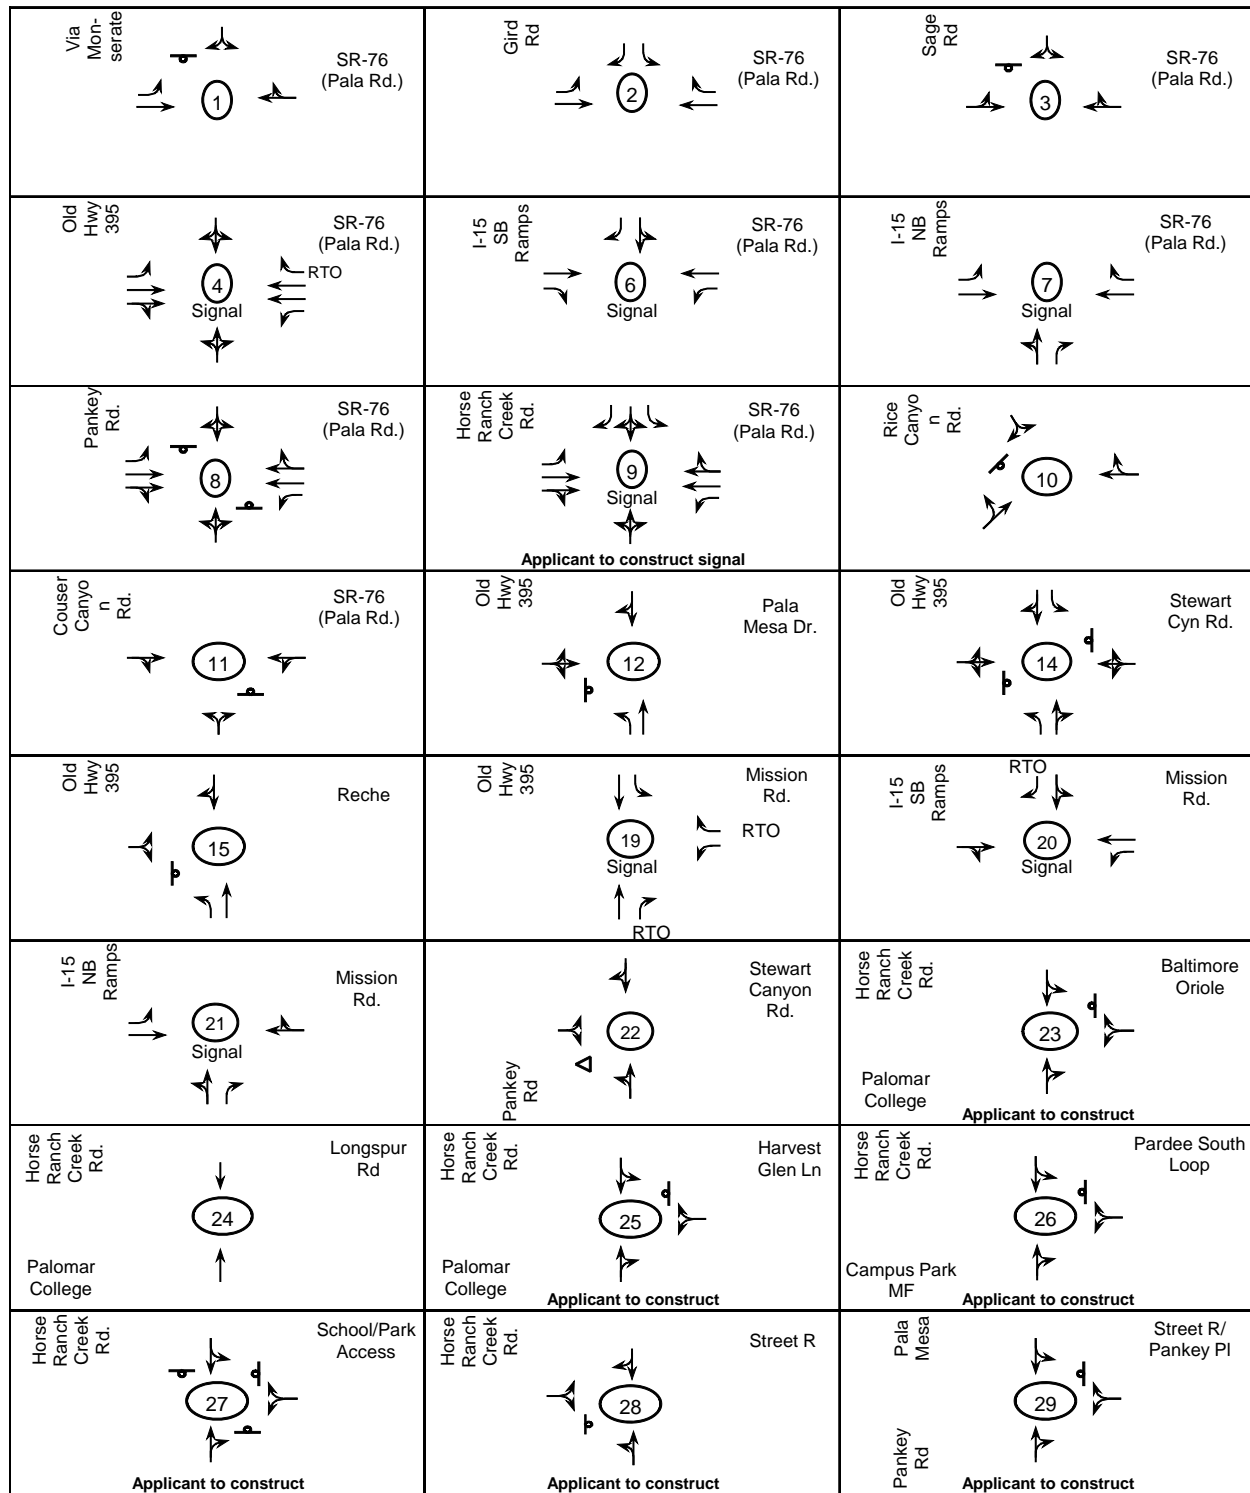 Via
Mon-
serate
SR-76
(Pala Rd.)
1
Gird
Rd
SR-76
(Pala Rd.)
2
Sage
Rd
SR-76
(Pala Rd.)
3
Old
Hwy
395
SR-76
(Pala Rd.)
RTO
4
Signal
I-15
SB
Ramps
SR-76
(Pala Rd.)
6
Signal
I-15
NB
Ramps
SR-76
(Pala Rd.)
7
Signal
Pankey
Rd.
SR-76
(Pala Rd.)
8
Horse
Ranch
Creek
Rd.
SR-76
(Pala Rd.)
9
Signal
Applicant to construct signal
Rice
Canyo
n
Rd.
10
Couser
Canyo
n
Rd.
SR-76
(Pala Rd.)
11
Old
Hwy
395
Pala
Mesa Dr.
12
Old
Hwy
395
Stewart
Cyn Rd.
14
Old
Hwy
395
Reche
15
Old
Hwy
395
Mission
Rd.
RTO
19
Signal
RTO
I-15
SB
Ramps
RTO
Mission
Rd.
20
Signal
I-15
NB
Ramps
Mission
Rd.
21
Signal
Stewart
Canyon
Rd.
22
Pankey
Rd
Horse
Ranch
Creek
Rd.
Baltimore
Oriole
23
Palomar
College
Applicant to construct
Horse
Ranch
Creek
Rd.
Longspur
Rd
24
Palomar
College
Horse
Ranch
Creek
Rd.
Harvest
Glen Ln
25
Palomar
College
Applicant to construct
Horse
Ranch
Creek
Rd.
Pardee South
Loop
26
Campus Park
MF
Applicant to construct
Horse
Ranch
Creek
Rd.
School/Park
Access
27
Applicant to construct
Horse
Ranch
Creek
Rd.
Street R
28
Applicant to construct
Pala
Mesa
Street R/
Pankey Pl
29
Pankey
Rd
Applicant to construct